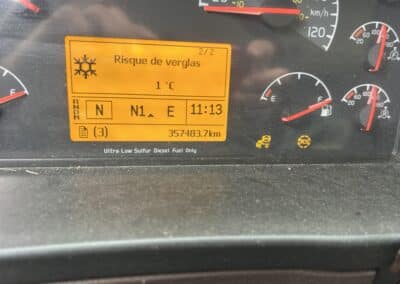 2/2
Risque de verglas
1 °C
N N1 E 11:13
(3) 357483.7km
Ultra Low Sulfur Diesel Fuel Only
10
km/h
120
E F